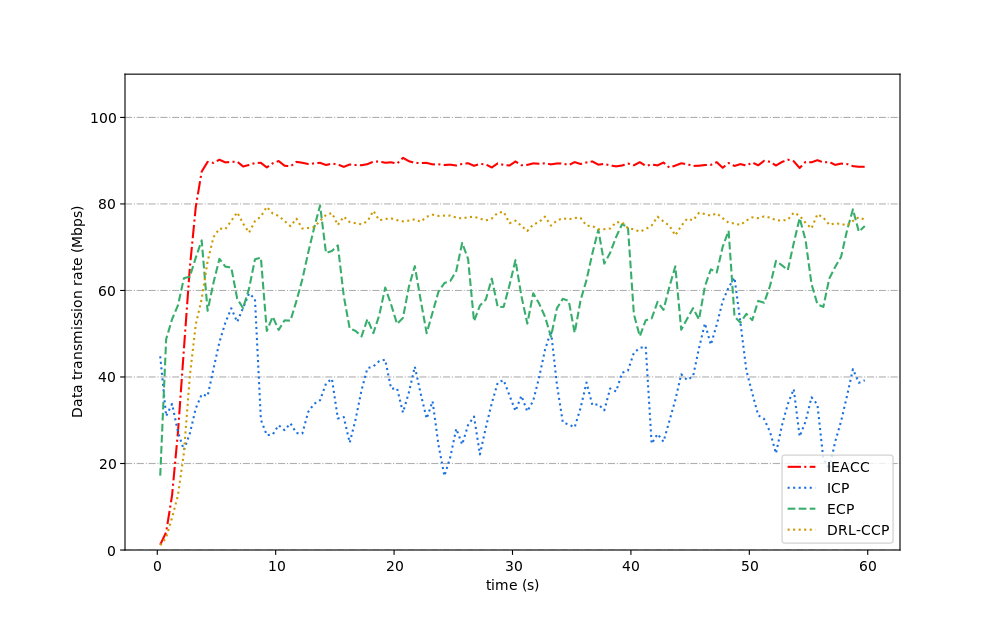 Data transmission rate (Mbps)
100
80
60
40
20
0
0 10 20 30 40 50 60
time (s)
IEACC
ICP
ECP
DRL-CCP